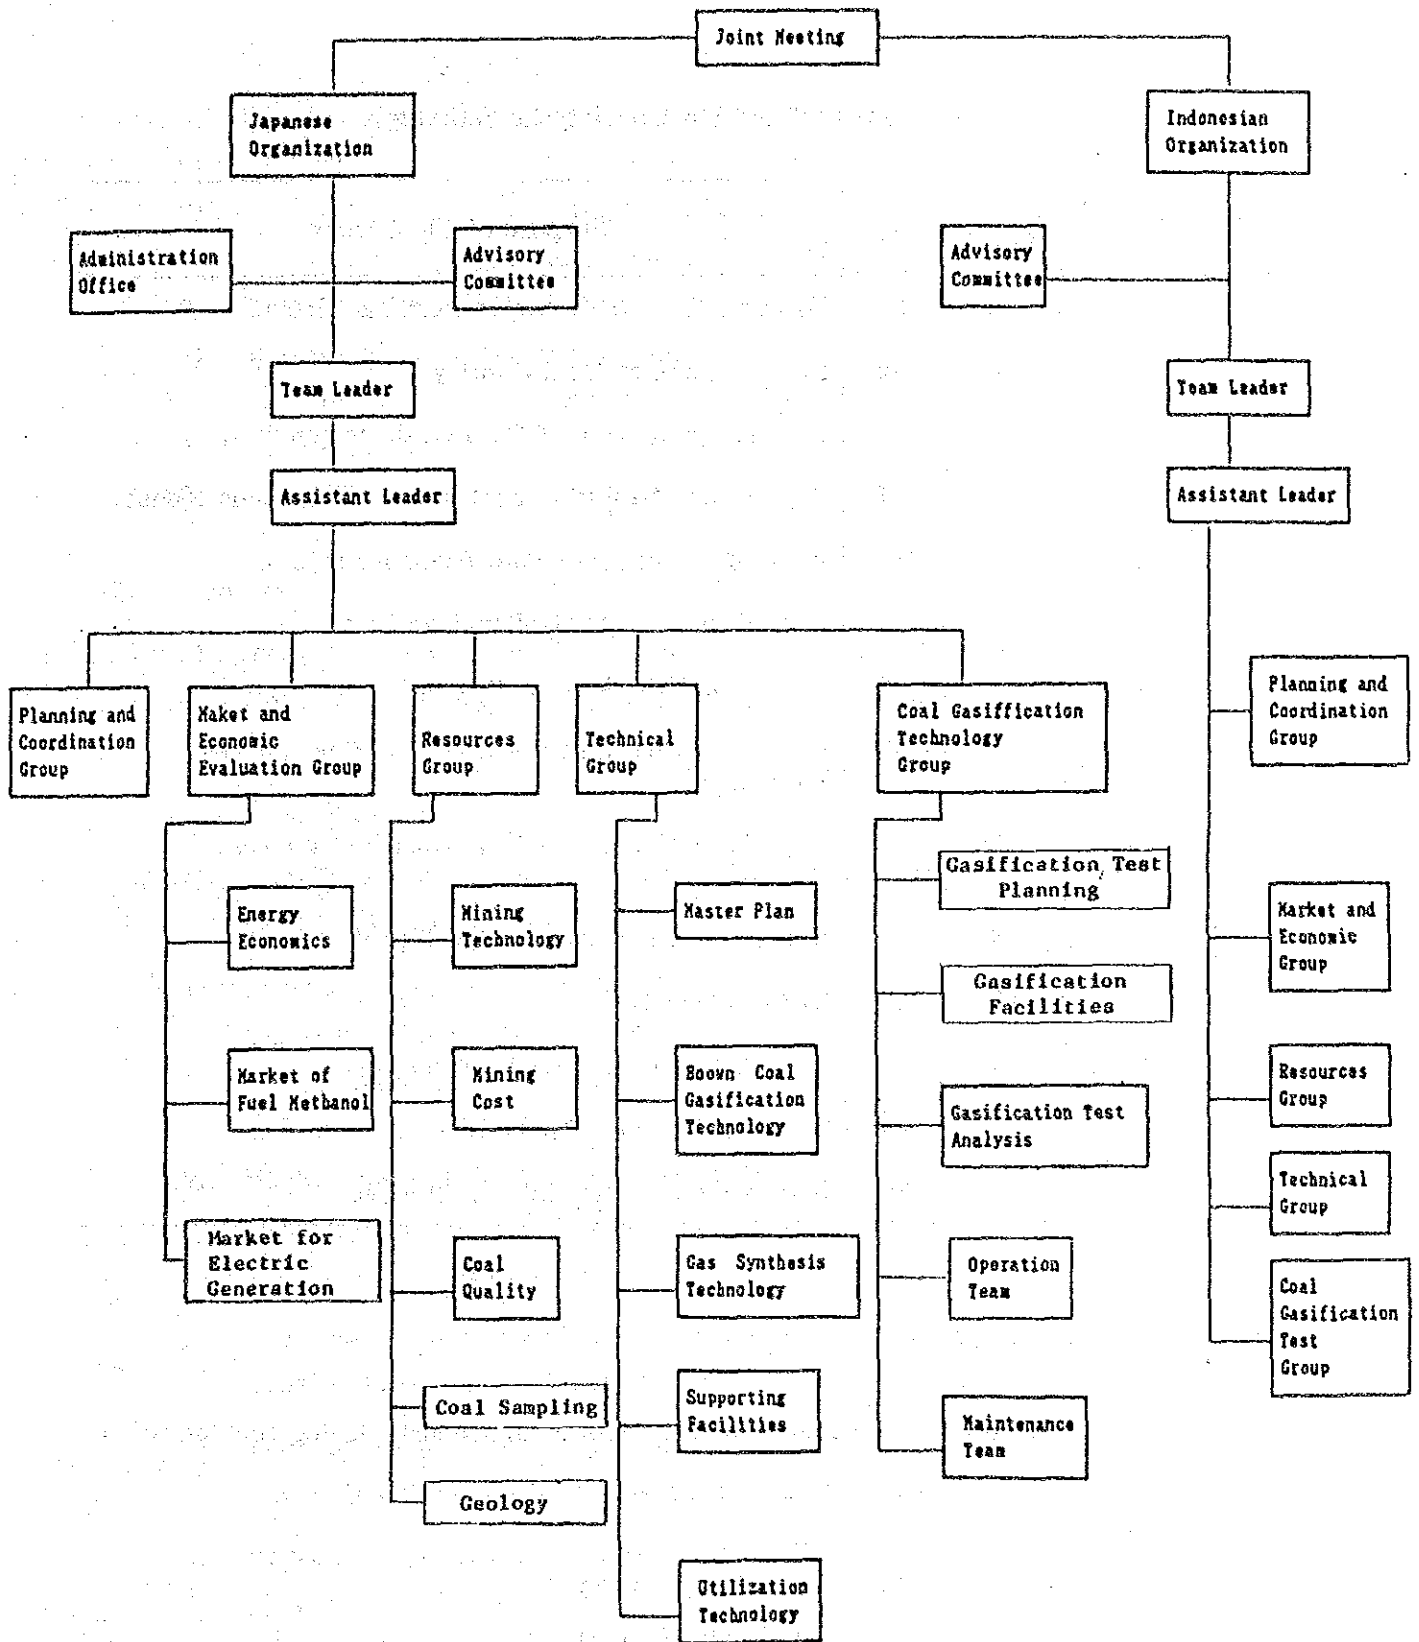 Joint Meeting
Japanese
Organization
Indonesian
Organization
Administration
Office
Advisory
Committee
Advisory
Committee
Team Leader
Team Leader
Assistant Leader
Assistant Leader
Planning and
Coordination
Group
Maket and
Economic
Evaluation Group
Resources
Group
Technical
Group
Coal Gasiffication
Technology
Group
Planning and
Coordination
Group
Energy
Economics
Market of
Fuel Methanol
Market for
Electric
Generation
Mining
Technology
Mining
Cost
Coal
Quality
Coal Sampling
Geology
Master Plan
Boown Coal
Gasification
Technology
Gas Synthesis
Technology
Supporting
Facilities
Utilization
Technology
Gasification Test
Planning
Gasification
Facilities
Gasification Test
Analysis
Operation
Team
Maintenance
Team
Market and
Economic
Group
Resources
Group
Technical
Group
Coal
Gasification
Test
Group